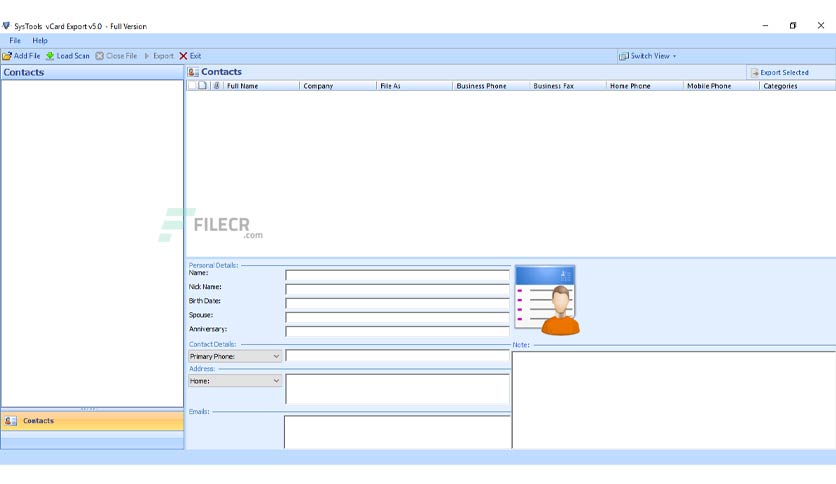 SysTools vCard Export v5.0 - Full Version
File Help
Add File Load Scan Close File Export Exit Switch View
Contacts
Contacts Export Selected
Full Name Company File As Business Phone Business Fax Home Phone Mobile Phone Categories
FILECR
.com
Personal Details:
Name:
Nick Name:
Birth Date:
Spouse:
Anniversary:
Contact Details:
Note:
Primary Phone:
Address:
Home:
Emails:
Contacts